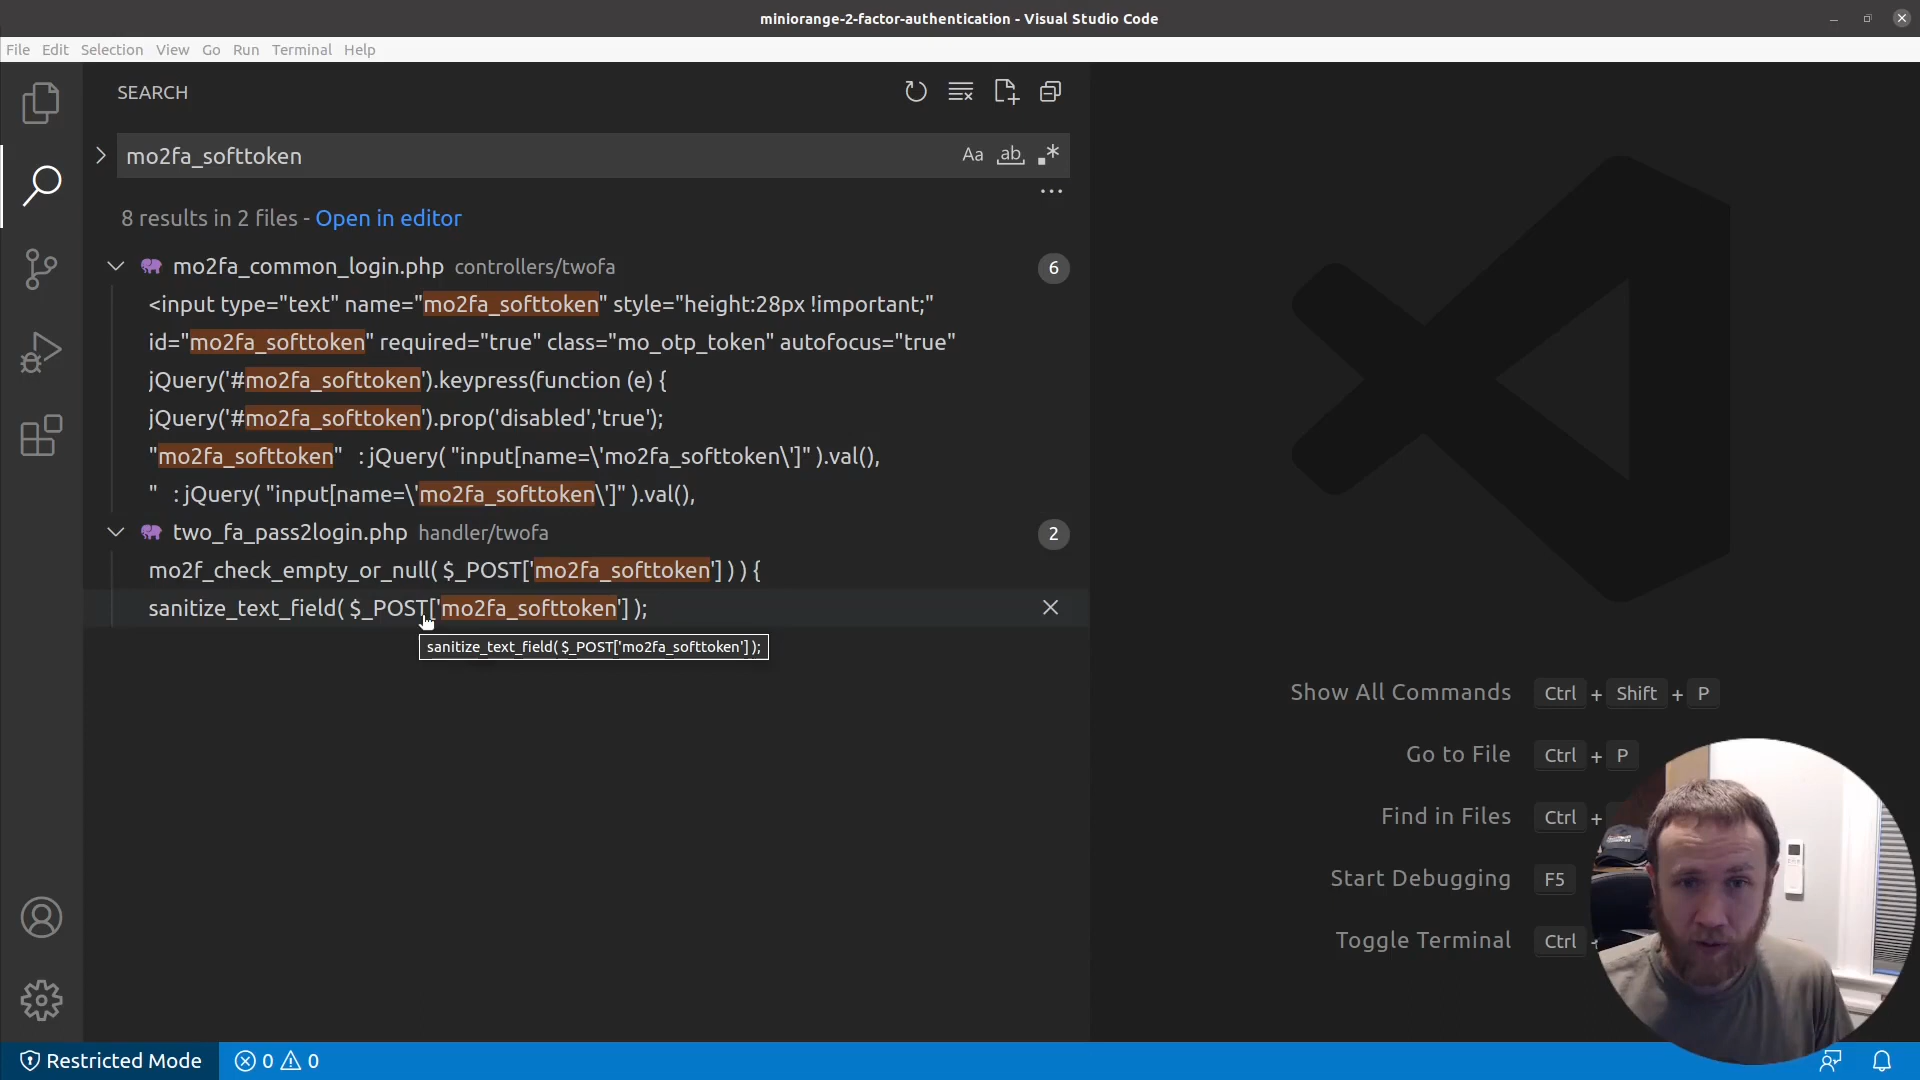 miniorange-2-factor-authentication - Visual Studio Code
File Edit Selection View Go Run Terminal Help
SEARCH
mo2fa_softtoken
Aa ab .*
...
8 results in 2 files - Open in editor
mo2fa_common_login.php controllers/twofa 6
<input type="text" name="mo2fa_softtoken" style="height:28px !important;"
id="mo2fa_softtoken" required="true" class="mo_otp_token" autofocus="true"
jQuery('#mo2fa_softtoken').keypress(function (e) {
jQuery('#mo2fa_softtoken').prop('disabled','true');
"mo2fa_softtoken" : jQuery( "input[name=\'mo2fa_softtoken\']" ).val(),
" : jQuery( "input[name=\'mo2fa_softtoken\']" ).val(),
two_fa_pass2login.php handler/twofa 2
mo2f_check_empty_or_null( $_POST['mo2fa_softtoken'] ) ) {
sanitize_text_field( $_POST['mo2fa_softtoken'] );
sanitize_text_field( $_POST['mo2fa_softtoken'] );
Show All Commands Ctrl + Shift + P
Go to File Ctrl + P
Find in Files Ctrl +
Start Debugging F5
Toggle Terminal Ctrl +
Restricted Mode 0 0